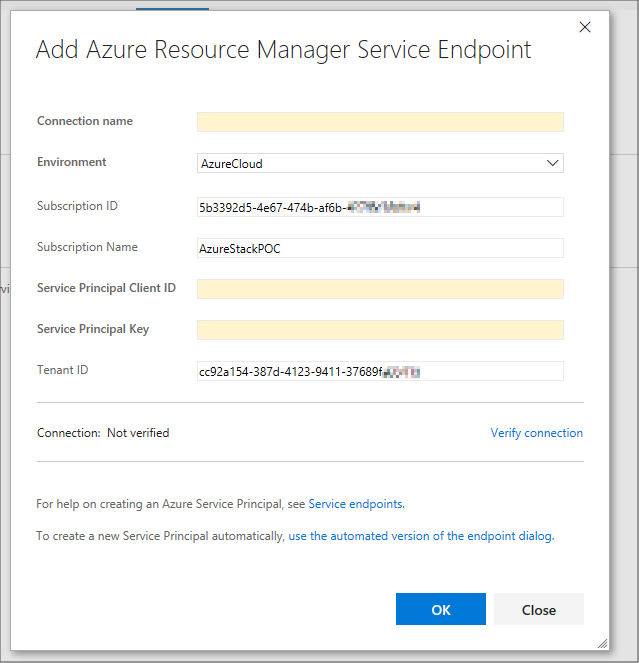 Add Azure Resource Manager Service Endpoint
Connection name
Environment
AzureCloud
Subscription ID
5b3392d5-4e67-474b-af6b-
Subscription Name
AzureStackPOC
Service Principal Client ID
Service Principal Key
Tenant ID
cc92a154-387d-4123-9411-37689f
Connection: Not verified
Verify connection
For help on creating an Azure Service Principal, see Service endpoints.
To create a new Service Principal automatically, use the automated version of the endpoint dialog.
OK
Close